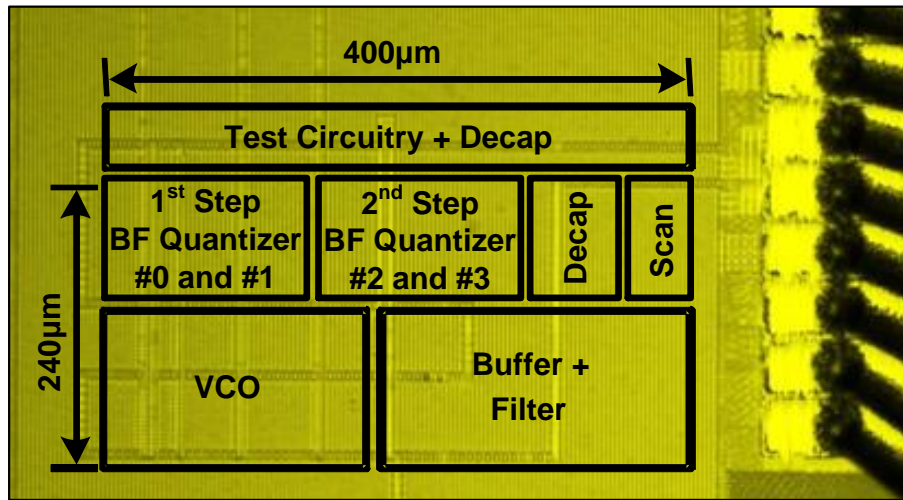 400μm
Test Circuitry + Decap
1st Step
BF Quantizer
#0 and #1
2nd Step
BF Quantizer
#2 and #3
Decap
Scan
240μm
VCO
Buffer +
Filter